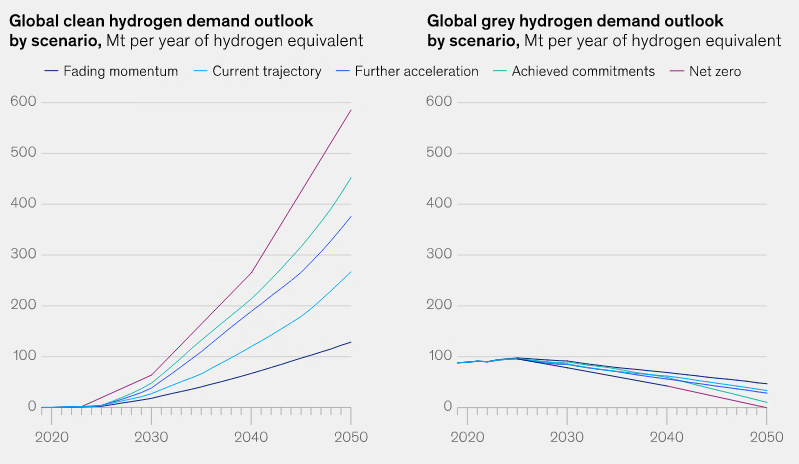 Global clean hydrogen demand outlook
by scenario, Mt per year of hydrogen equivalent
Global grey hydrogen demand outlook
by scenario, Mt per year of hydrogen equivalent
Fading momentum Current trajectory Further acceleration Achieved commitments Net zero
600
500
400
300
200
100
0
2020 2030 2040 2050
600
500
400
300
200
100
0
2020 2030 2040 2050